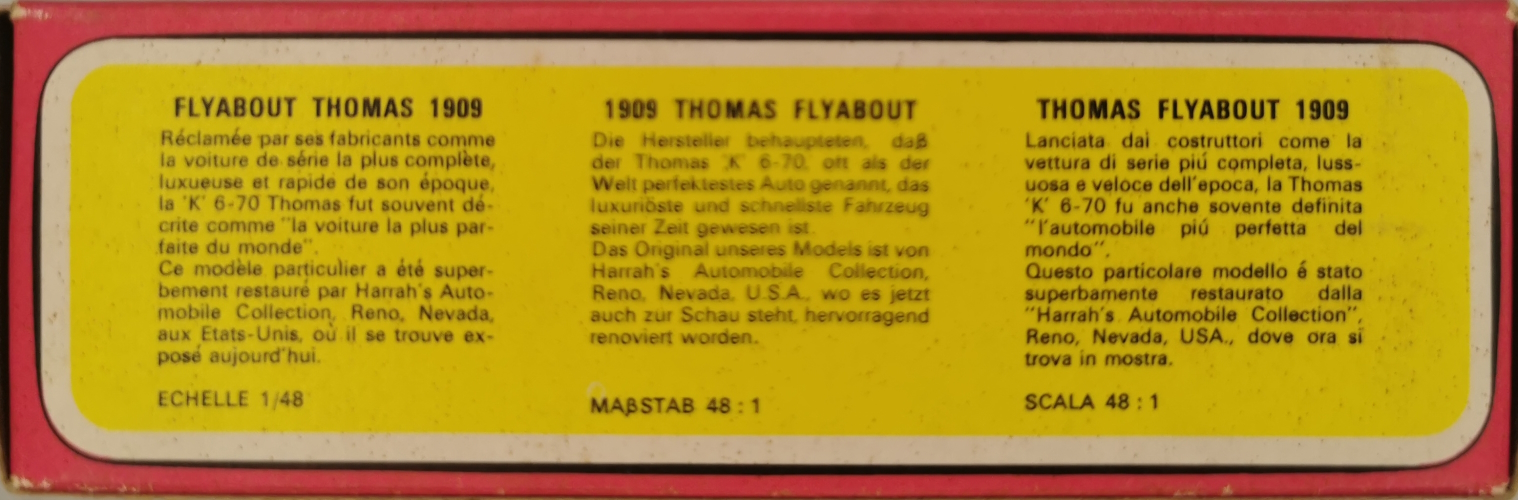 FLYABOUT THOMAS 1909
Réclamée par ses fabricants comme
la voiture de série la plus complète,
luxueuse et rapide de son époque,
la 'K' 6-70 Thomas fut souvent dé-
crite comme "la voiture la plus par-
faite du monde".
Ce modèle particulier a été super-
bement restauré par Harrah's Auto-
mobile Collection, Reno, Nevada,
aux Etats-Unis, où il se trouve ex-
posé aujourd'hui.
ECHELLE 1/48
1909 THOMAS FLYABOUT
Die Hersteller behaupteten, daß
der Thomas 'K' 6-70, oft als der
Welt perfektestes Auto genannt, das
luxuriöste und schnellste Fahrzeug
seiner Zeit gewesen ist.
Das Original unseres Models ist von
Harrah's Automobile Collection,
Reno, Nevada, U.S.A., wo es jetzt
auch zur Schau steht, hervorragend
renoviert worden.
MAßSTAB 48 : 1
THOMAS FLYABOUT 1909
Lanciata dai costruttori come la
vettura di serie piú completa, luss-
uosa e veloce dell'epoca, la Thomas
'K' 6-70 fu anche sovente definita
"l'automobile piú perfetta del
mondo".
Questo particolare modello é stato
superbamente restaurato dalla
"Harrah's Automobile Collection",
Reno, Nevada, USA., dove ora si
trova in mostra.
SCALA 48 : 1